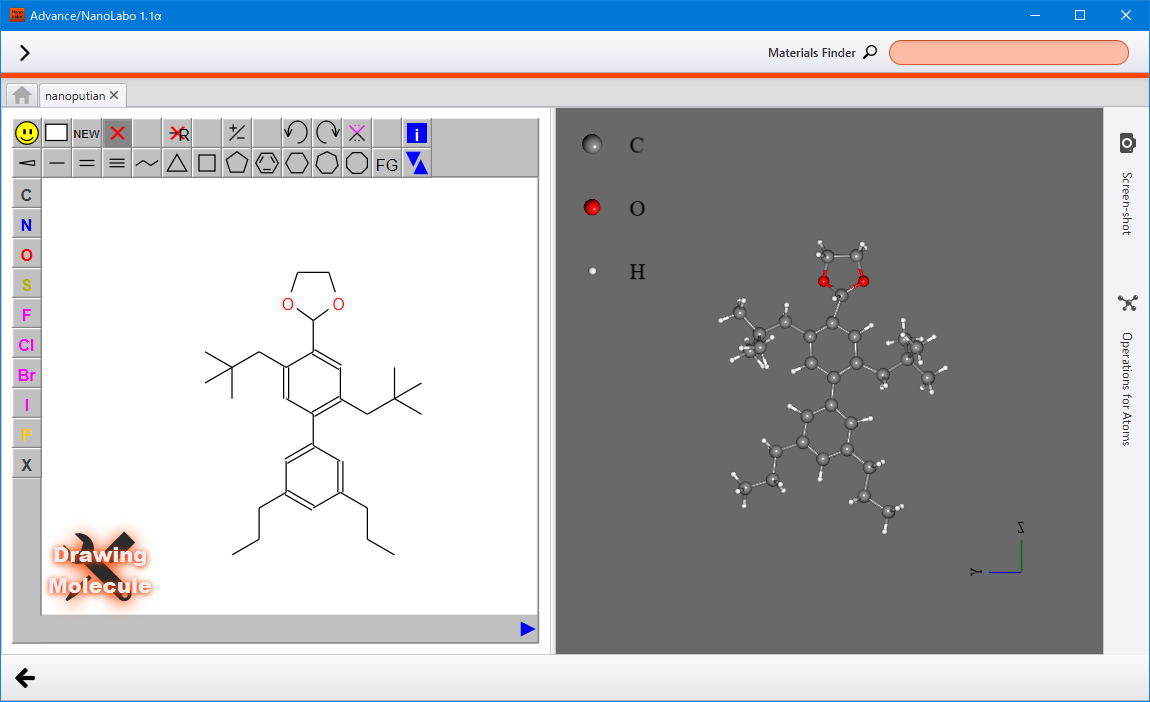 Advance/NanoLabo 1.1α
Materials Finder
nanoputian
NEW
R
+/−
i
FG
C
N
O
S
F
Cl
Br
I
P
X
O O
Drawing
Molecule
C
O
H
Z
Y
Screen-shot
Operations for Atoms